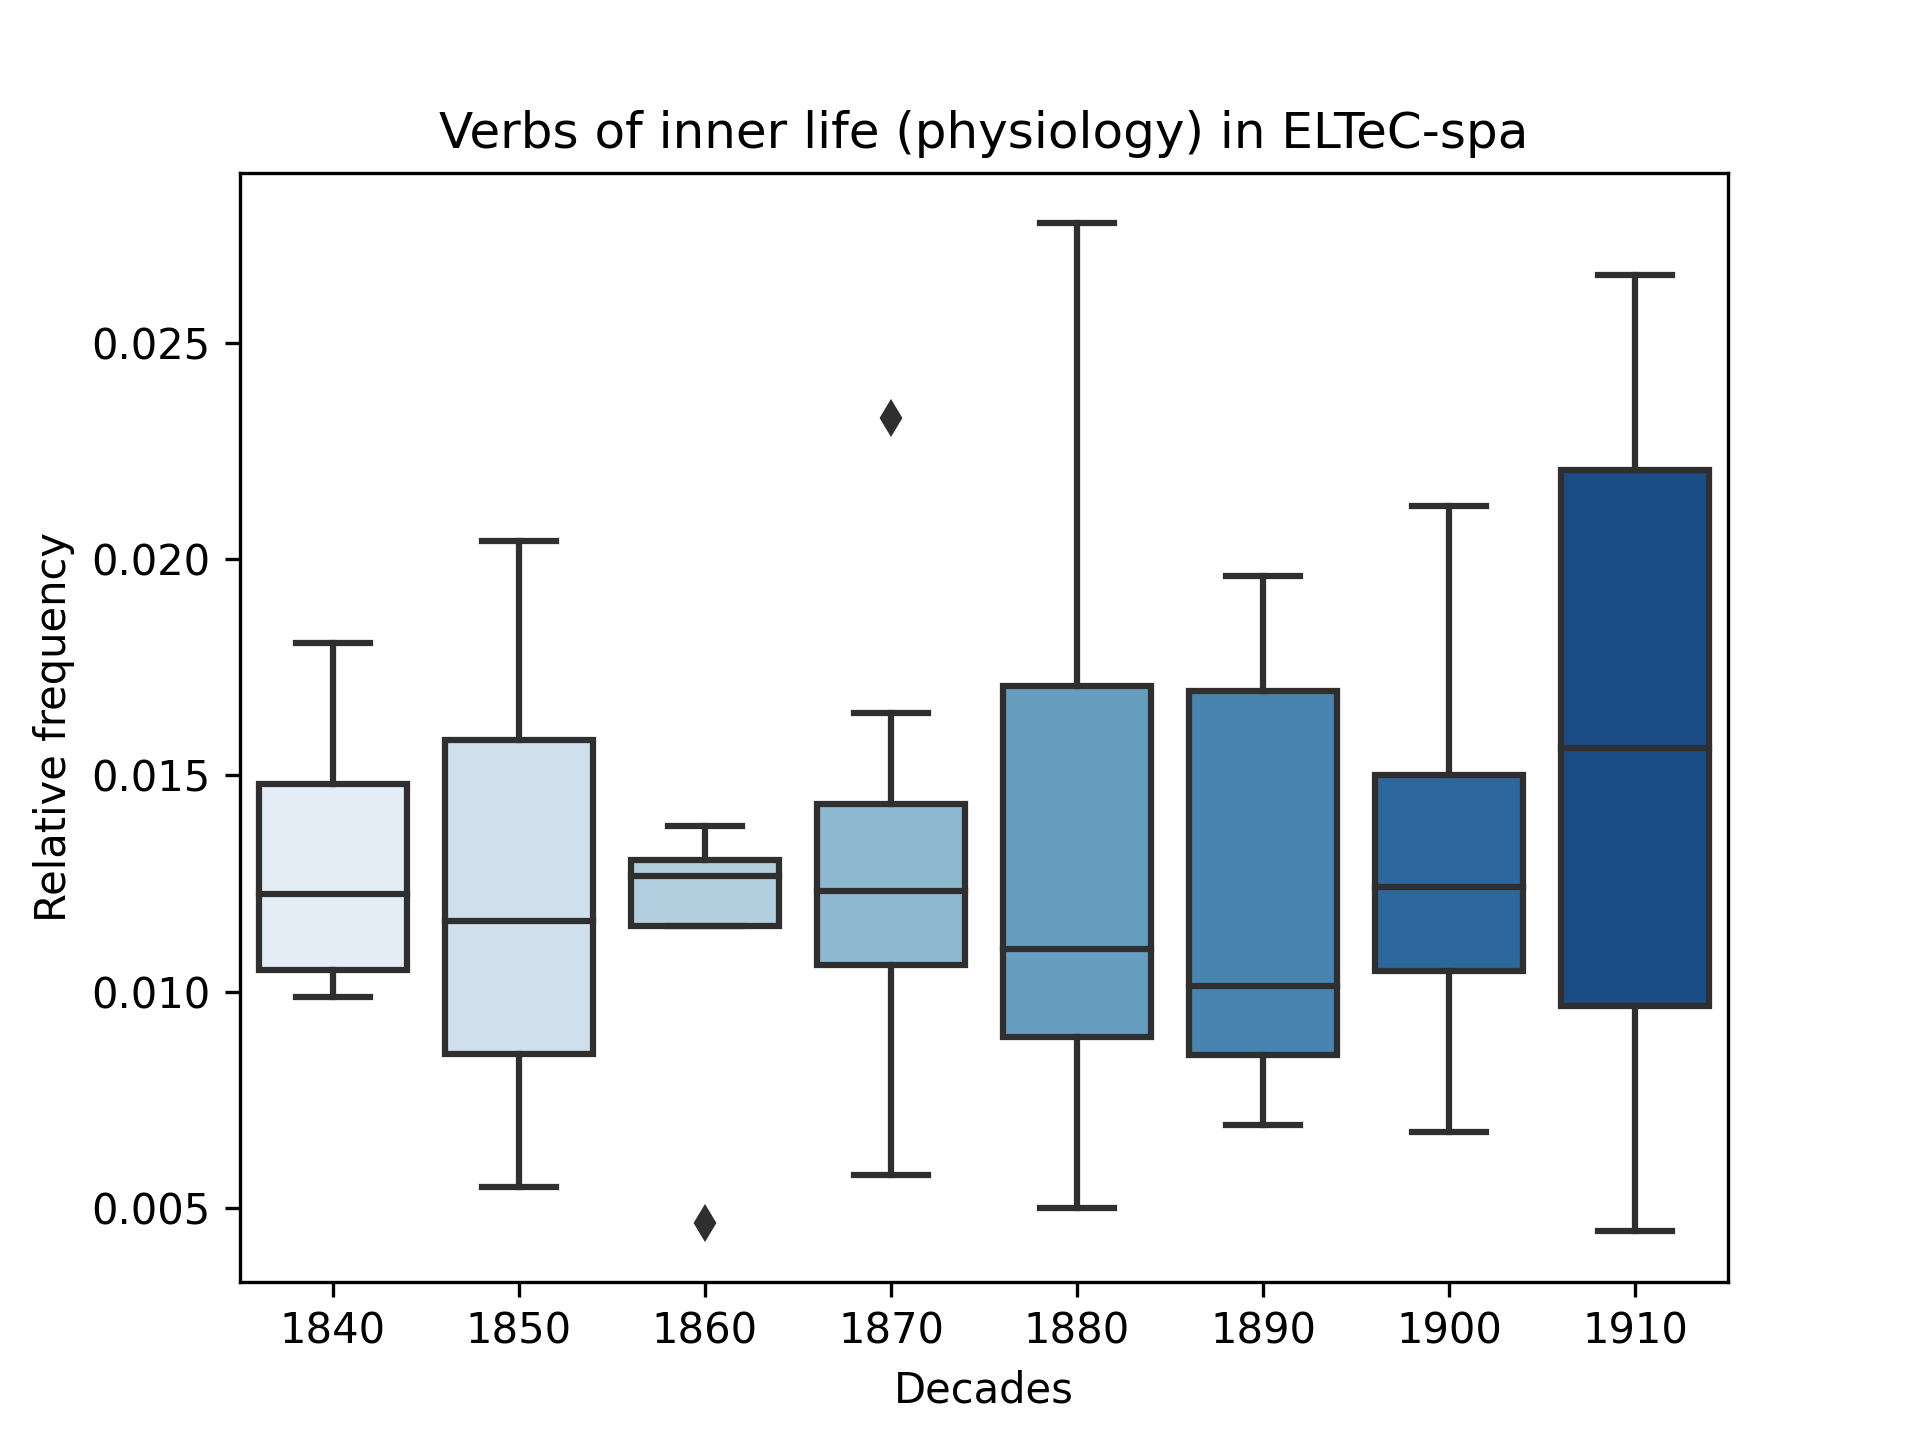 Verbs of inner life (physiology) in ELTeC-spa
Relative frequency
0.025
0.020
0.015
0.010
0.005
1840 1850 1860 1870 1880 1890 1900 1910
Decades